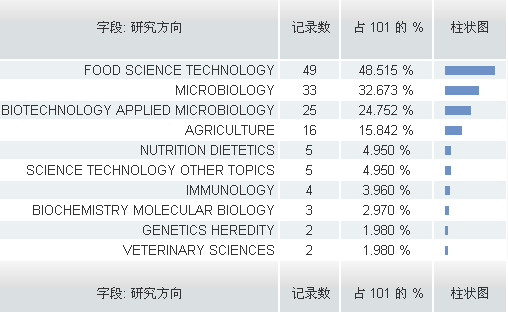 字段: 研究方向 记录数 占 101 的 % 柱状图
FOOD SCIENCE TECHNOLOGY 49 48.515 %
MICROBIOLOGY 33 32.673 %
BIOTECHNOLOGY APPLIED MICROBIOLOGY 25 24.752 %
AGRICULTURE 16 15.842 %
NUTRITION DIETETICS 5 4.950 %
SCIENCE TECHNOLOGY OTHER TOPICS 5 4.950 %
IMMUNOLOGY 4 3.960 %
BIOCHEMISTRY MOLECULAR BIOLOGY 3 2.970 %
GENETICS HEREDITY 2 1.980 %
VETERINARY SCIENCES 2 1.980 %
字段: 研究方向 记录数 占 101 的 % 柱状图